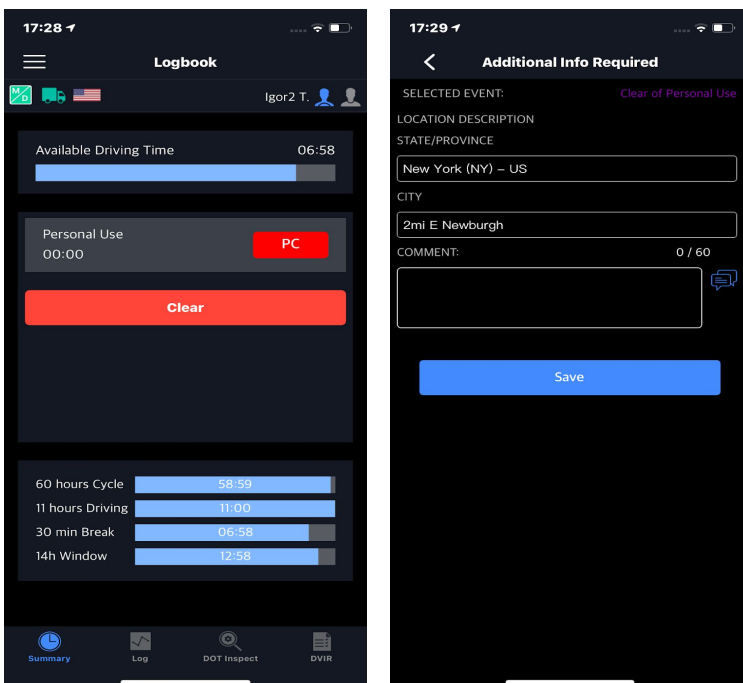 17:28
Logbook
M/D
Igor2 T.
Available Driving Time 06:58
Personal Use
00:00
PC
Clear
60 hours Cycle 58:59
11 hours Driving 11:00
30 min Break 06:58
14h Window 12:58
Summary Log DOT Inspect DVIR
17:29
Additional Info Required
SELECTED EVENT: Clear of Personal Use
LOCATION DESCRIPTION
STATE/PROVINCE
New York (NY) – US
CITY
2mi E Newburgh
COMMENT: 0 / 60
Save